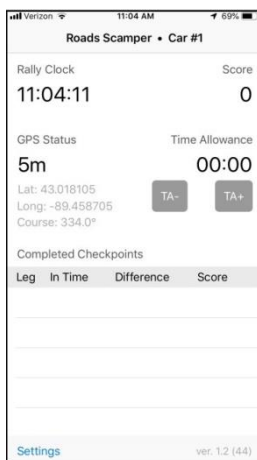 Verizon 11:04 AM 69%
Roads Scamper • Car #1
Rally Clock Score
11:04:11 0
GPS Status Time Allowance
5m 00:00
Lat: 43.018105
Long: -89.458705
Course: 334.0°
TA- TA+
Completed Checkpoints
Leg In Time Difference Score
Settings ver. 1.2 (44)